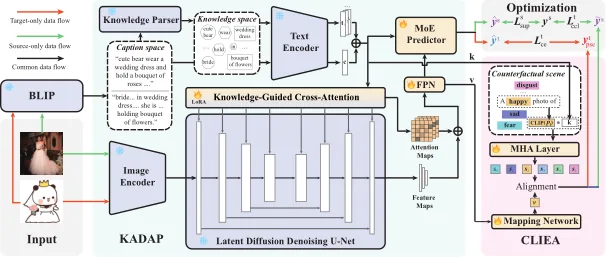 Target-only data flow
Source-only data flow
Common data flow
BLIP
Input
Knowledge Parser
Caption space
"cute bear wear a
wedding dress and
hold a bouquet of
roses …"
"bride... in wedding
dress… she is ...
holding bouquet
of flowers."
Knowledge space
cute
bear
wear
wedding
dress
hold
in
bride
bouquet
of flowers
Text
Encoder
c
LoRA
Knowledge-Guided Cross-Attention
Image
Encoder
Latent Diffusion Denoising U-Net
KADAP
MoE
Predictor
FPN
Attention
Maps
Feature
Maps
k
v
Optimization
Counterfactual scene
disgust
A happy photo of
sad
fear
k
MHA Layer
Alignment
Mapping Network
CLIEA